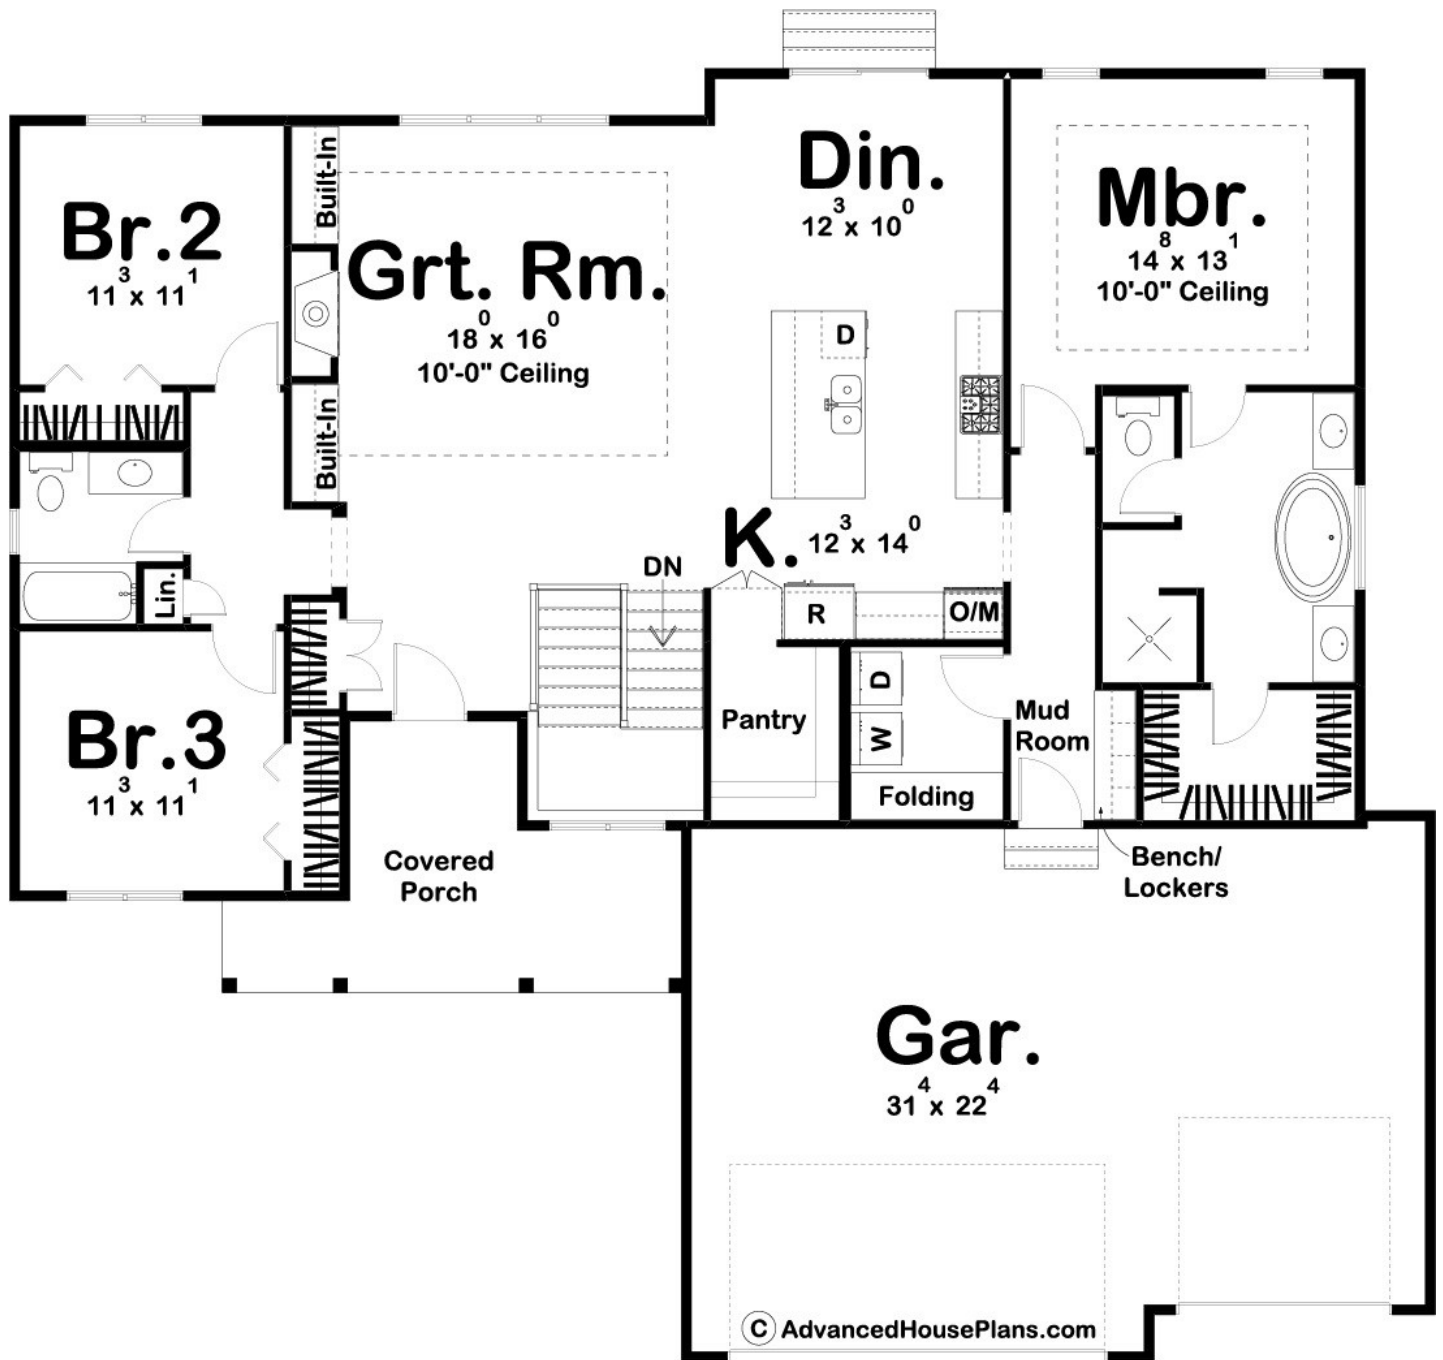 Br.2
11³ x 11¹
Built-In
Grt. Rm.
18⁰ x 16⁰
10'-0" Ceiling
Built-In
Din.
12³ x 10⁰
Mbr.
14⁸ x 13¹
10'-0" Ceiling
D
K. 12³ x 14⁰
DN
Lin.
R
O/M
Br.3
11³ x 11¹
Pantry
D
W
Folding
Mud
Room
Covered
Porch
Bench/
Lockers
Gar.
31⁴ x 22⁴
© AdvancedHousePlans.com